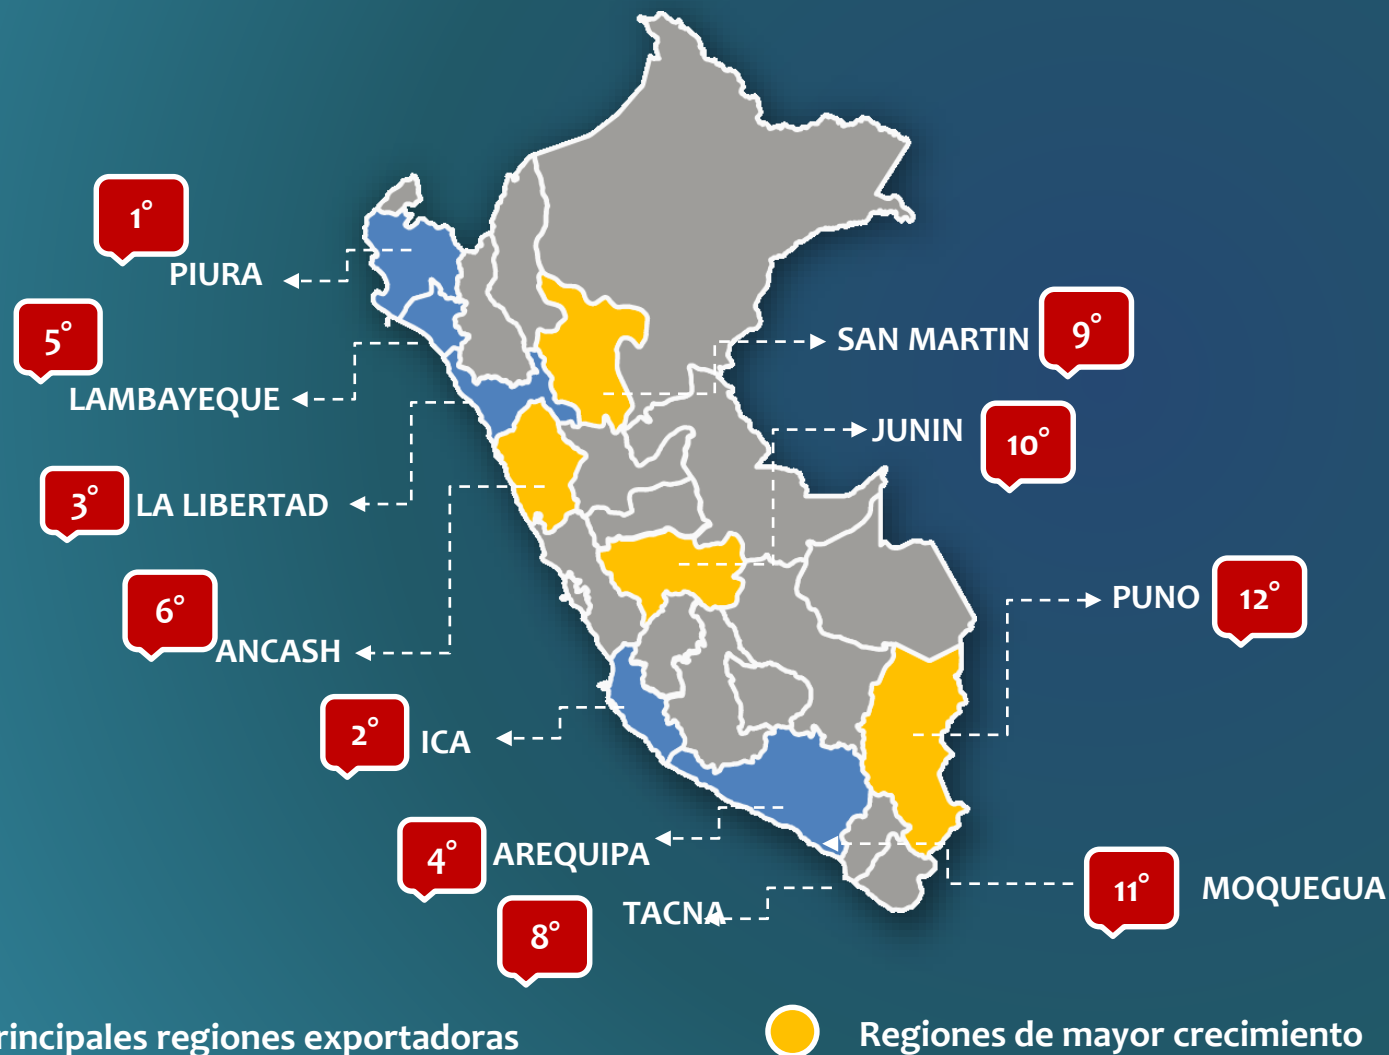 1°
PIURA
5°
LAMBAYEQUE
3°
LA LIBERTAD
6°
ANCASH
2°
ICA
4°
AREQUIPA
8°
TACNA
SAN MARTIN
9°
JUNIN
10°
PUNO
12°
11°
MOQUEGUA
rincipales regiones exportadoras
Regiones de mayor crecimiento